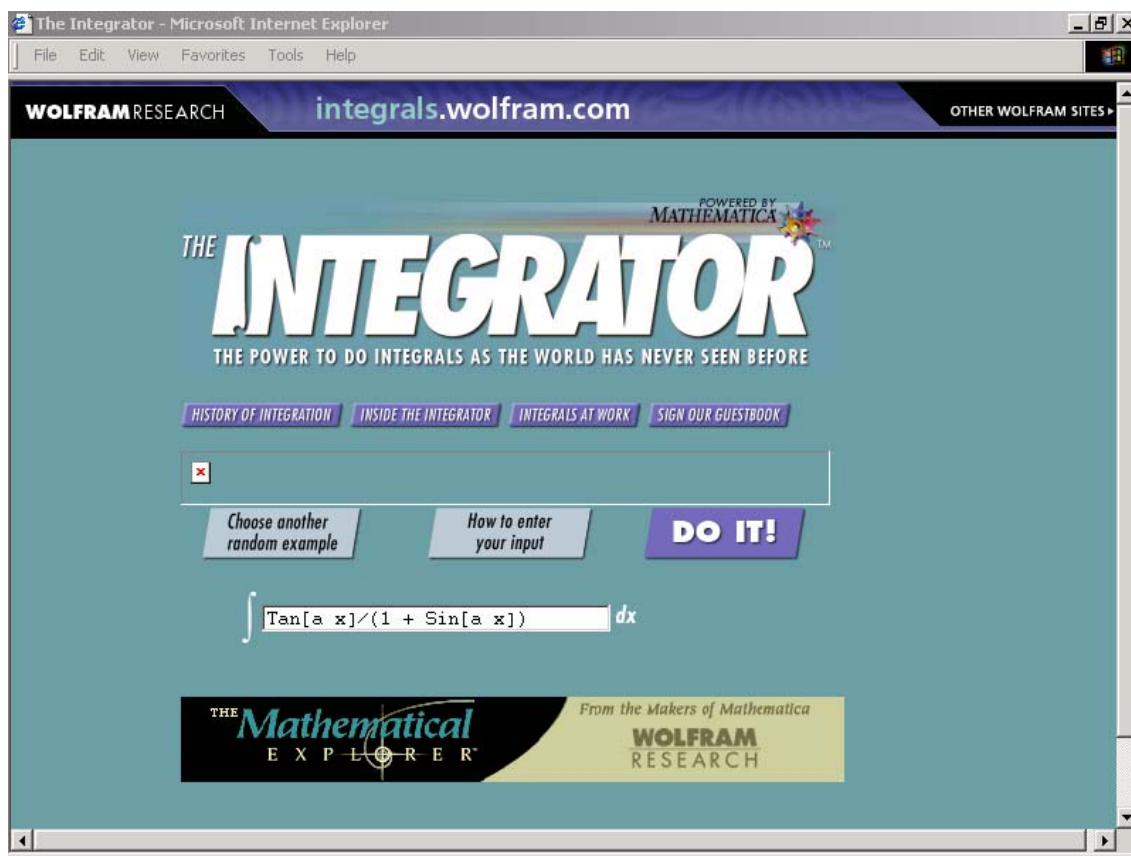 The Integrator - Microsoft Internet Explorer
File Edit View Favorites Tools Help
WOLFRAM RESEARCH integrals.wolfram.com OTHER WOLFRAM SITES
POWERED BY
MATHEMATICA
THE INTEGRATOR TM
THE POWER TO DO INTEGRALS AS THE WORLD HAS NEVER SEEN BEFORE
HISTORY OF INTEGRATION INSIDE THE INTEGRATOR INTEGRALS AT WORK SIGN OUR GUESTBOOK
Choose another
random example
How to enter
your input
DO IT!
∫ Tan[a x]/(1 + Sin[a x]) dx
THE Mathematical
EXPLORER
From the Makers of Mathematica
WOLFRAM
RESEARCH